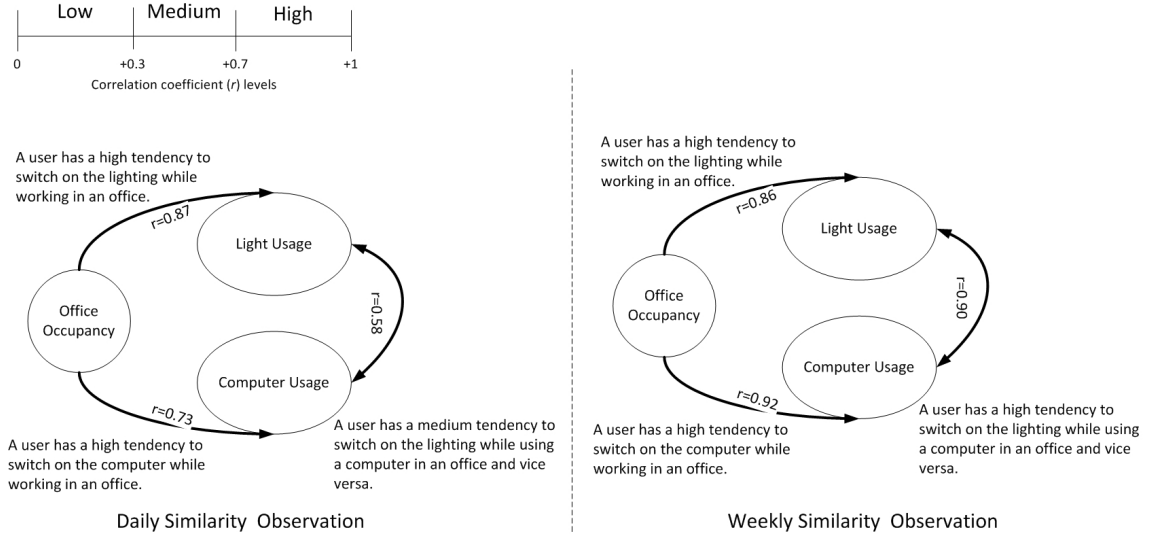 Low Medium High
0 +0.3 +0.7 +1
Correlation coefficient (r) levels
A user has a high tendency to
switch on the lighting while
working in an office.
r=0.87
Light Usage
Office
Occupancy
r=0.58
Computer Usage
r=0.73
A user has a high tendency to
switch on the computer while
working in an office.
A user has a medium tendency to
switch on the lighting while using
a computer in an office and vice
versa.
Daily Similarity Observation
A user has a high tendency to
switch on the lighting while
working in an office.
r=0.86
Light Usage
Office
Occupancy
r=0.90
Computer Usage
r=0.92
A user has a high tendency to
switch on the computer while
working in an office.
A user has a high tendency to
switch on the lighting while using
a computer in an office and vice
versa.
Weekly Similarity Observation